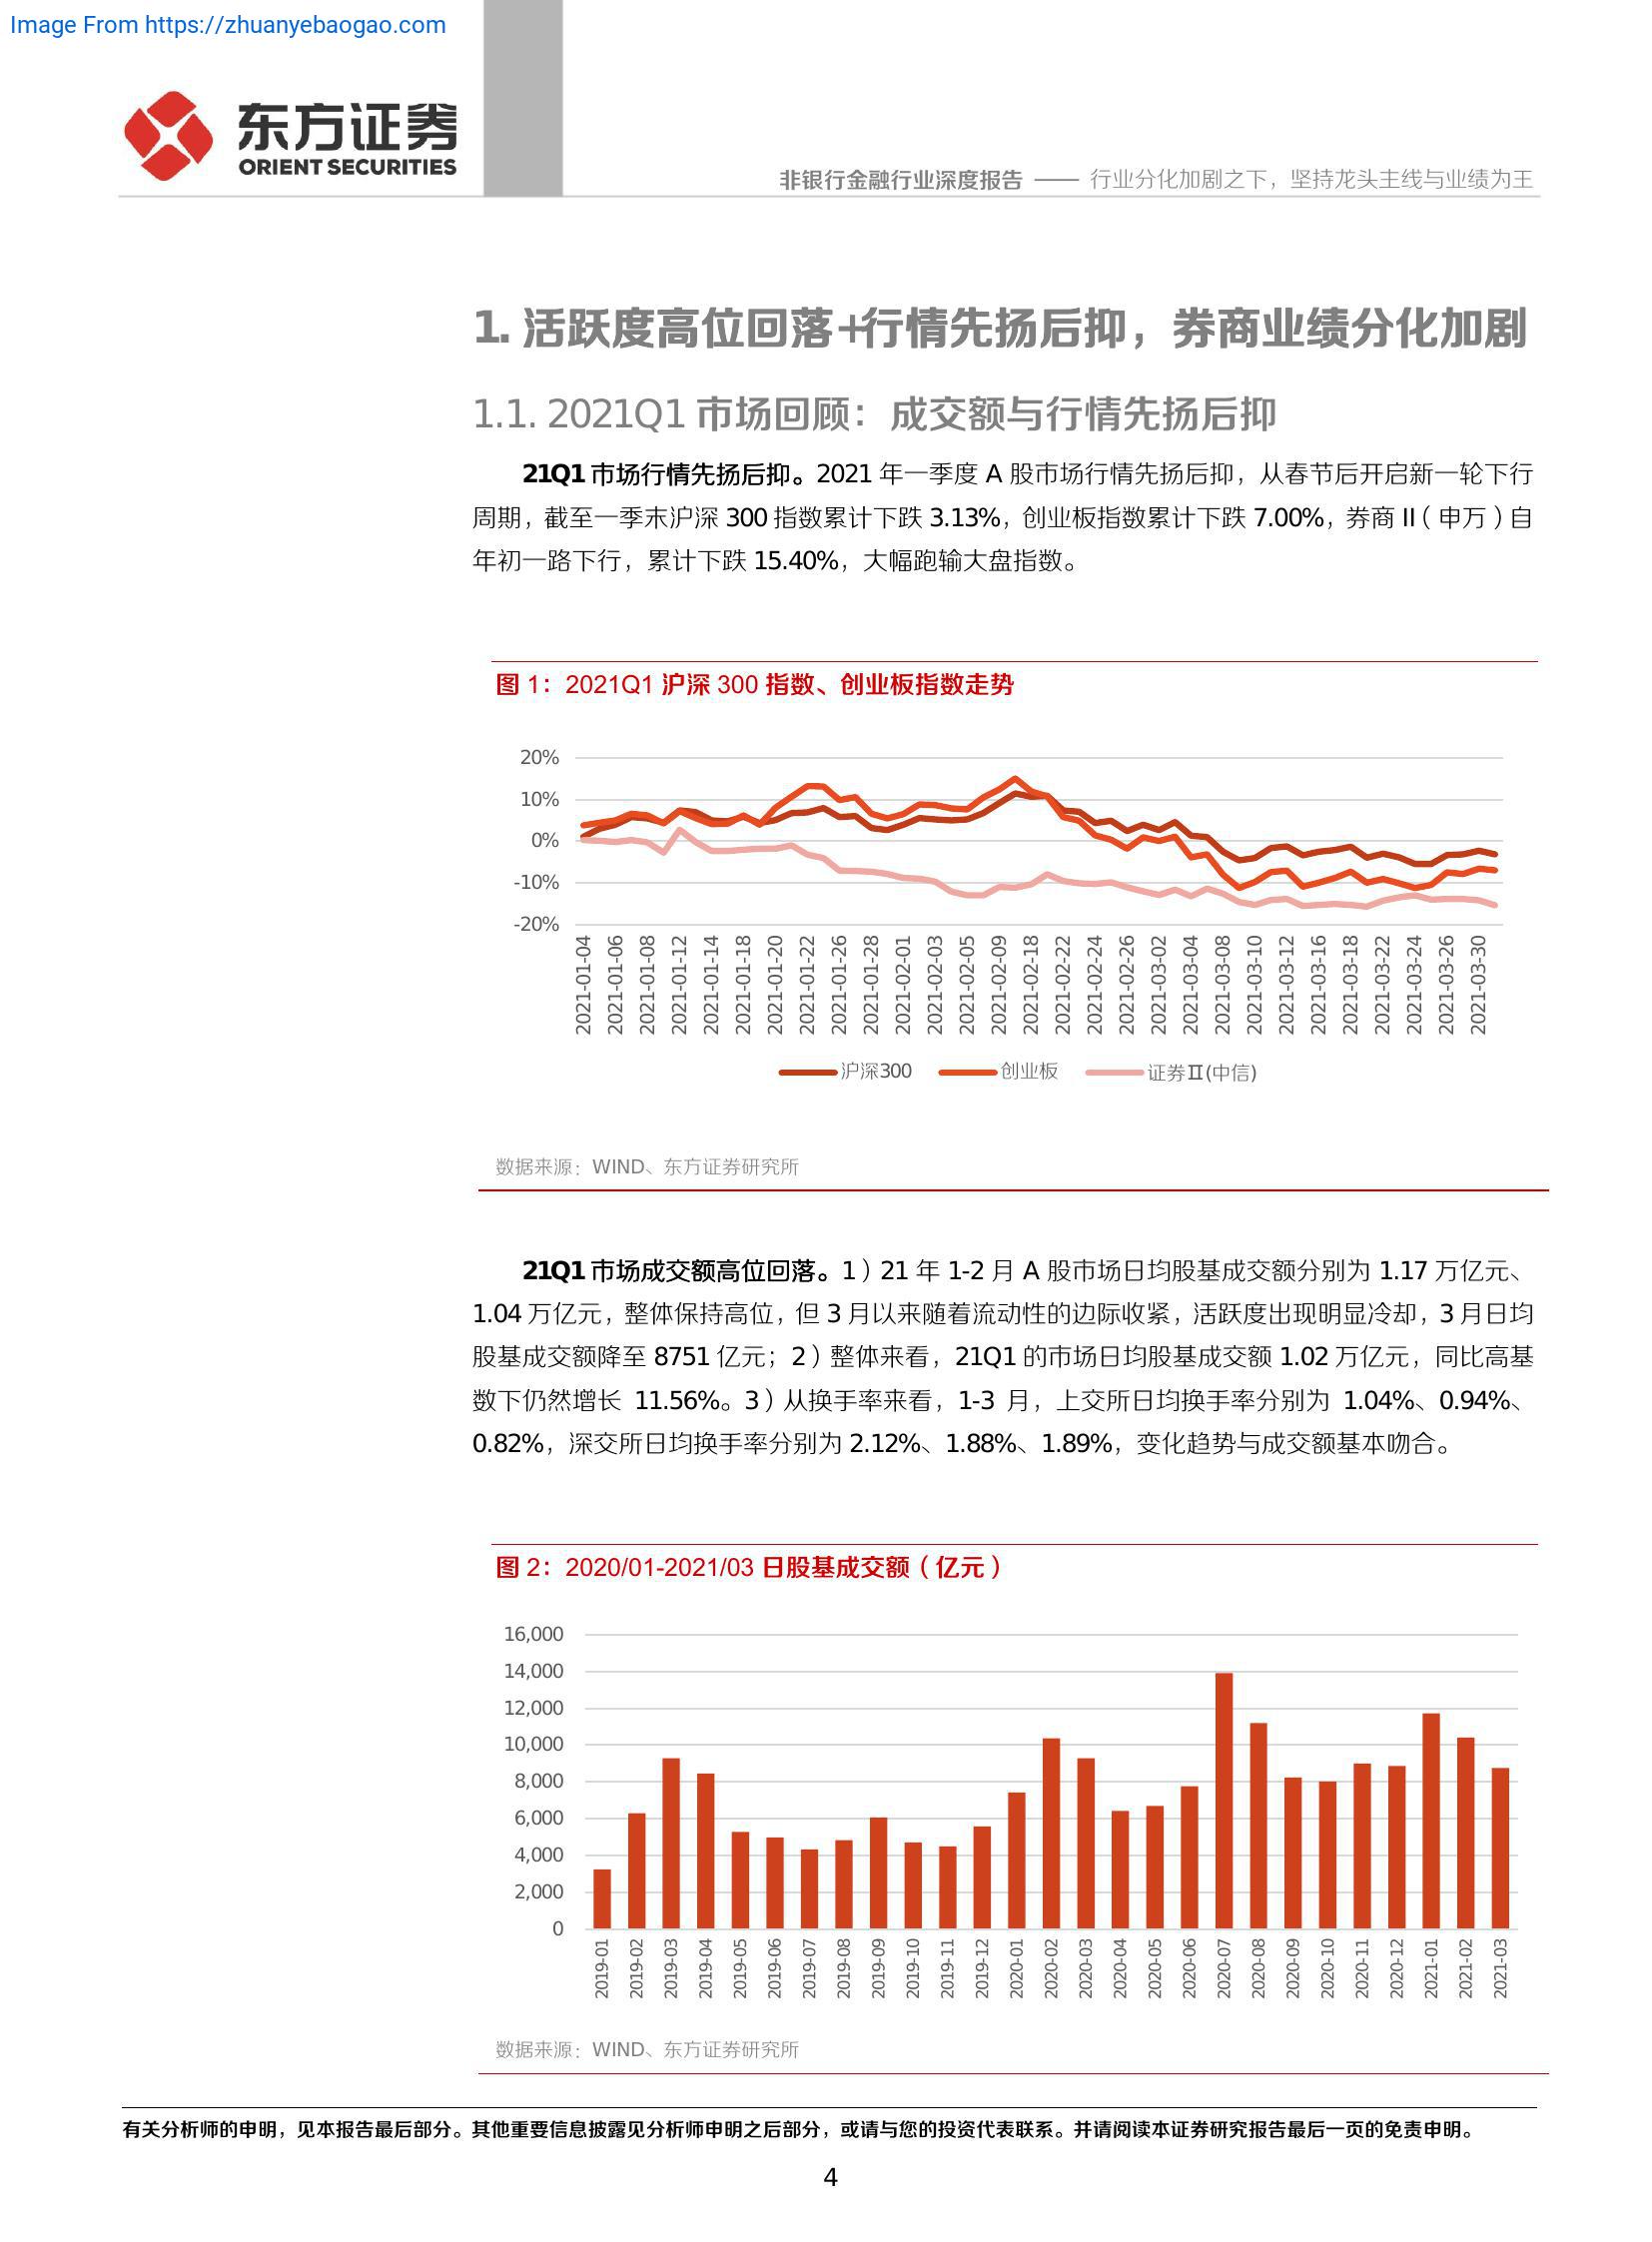 Image From https://zhuanyebaogao.com
东方证券
ORIENT SECURITIES
非银行金融行业深度报告 —— 行业分化加剧之下，坚持龙头主线与业绩为王
1. 活跃度高位回落+行情先扬后抑，券商业绩分化加剧
1.1. 2021Q1 市场回顾：成交额与行情先扬后抑
21Q1 市场行情先扬后抑。2021 年一季度 A 股市场行情先扬后抑，从春节后开启新一轮下行
周期，截至一季末沪深 300 指数累计下跌 3.13%，创业板指数累计下跌 7.00%，券商 II（申万）自
年初一路下行，累计下跌 15.40%，大幅跑输大盘指数。
图 1：2021Q1 沪深 300 指数、创业板指数走势
20%
10%
0%
-10%
-20%
2021-01-04 2021-01-06 2021-01-08 2021-01-12 2021-01-14 2021-01-18 2021-01-20 2021-01-22 2021-01-26 2021-01-28 2021-02-01 2021-02-03 2021-02-05 2021-02-09 2021-02-18 2021-02-22 2021-02-24 2021-02-26 2021-03-02 2021-03-04 2021-03-08 2021-03-10 2021-03-12 2021-03-16 2021-03-18 2021-03-22 2021-03-24 2021-03-26 2021-03-30
沪深300 创业板 证券Ⅱ(中信)
数据来源：WIND、东方证券研究所
21Q1 市场成交额高位回落。1）21 年 1-2 月 A 股市场日均股基成交额分别为 1.17 万亿元、
1.04 万亿元，整体保持高位，但 3 月以来随着流动性的边际收紧，活跃度出现明显冷却，3 月日均
股基成交额降至 8751 亿元；2）整体来看，21Q1 的市场日均股基成交额 1.02 万亿元，同比高基
数下仍然增长 11.56%。3）从换手率来看，1-3 月，上交所日均换手率分别为 1.04%、0.94%、
0.82%，深交所日均换手率分别为 2.12%、1.88%、1.89%，变化趋势与成交额基本吻合。
图 2：2020/01-2021/03 日股基成交额（亿元）
16,000
14,000
12,000
10,000
8,000
6,000
4,000
2,000
0
2019-01 2019-02 2019-03 2019-04 2019-05 2019-06 2019-07 2019-08 2019-09 2019-10 2019-11 2019-12 2020-01 2020-02 2020-03 2020-04 2020-05 2020-06 2020-07 2020-08 2020-09 2020-10 2020-11 2020-12 2021-01 2021-02 2021-03
数据来源：WIND、东方证券研究所
有关分析师的申明，见本报告最后部分。其他重要信息披露见分析师申明之后部分，或请与您的投资代表联系。并请阅读本证券研究报告最后一页的免责申明。
4